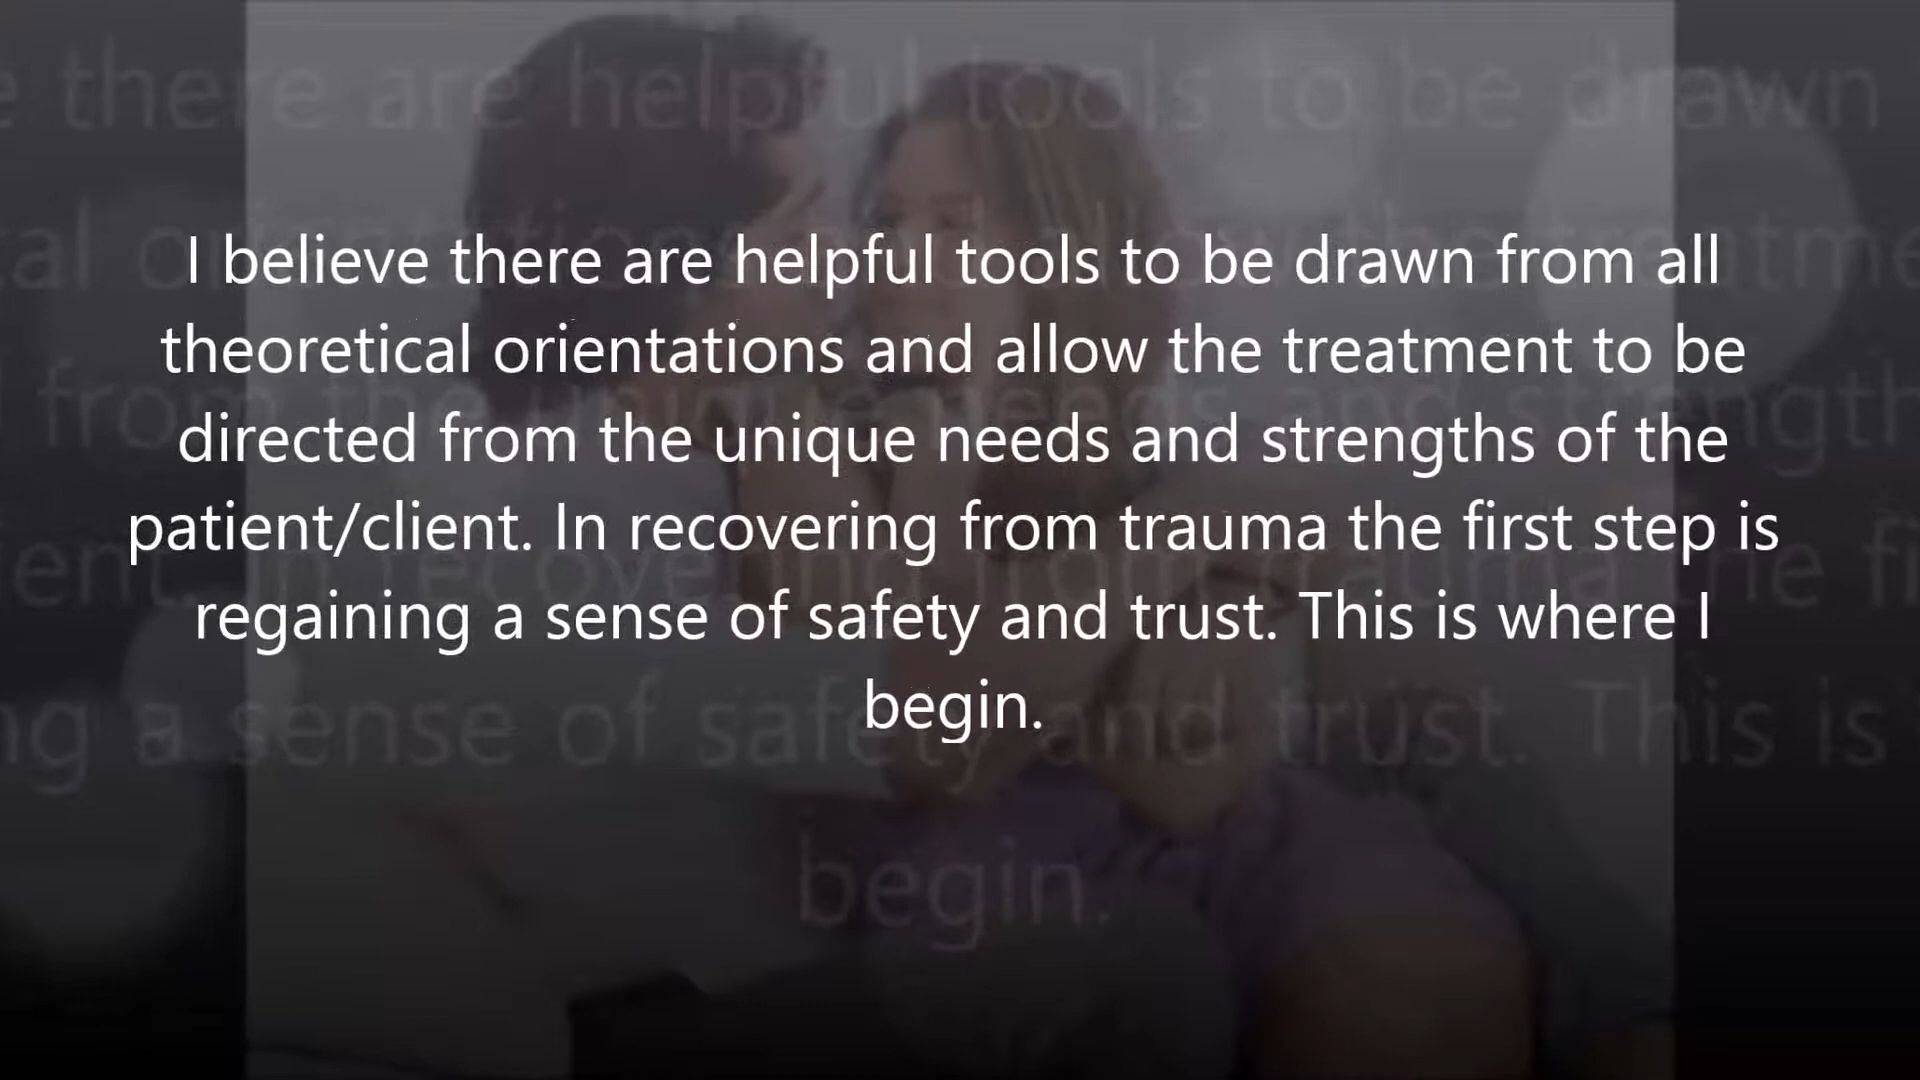 I believe there are helpful tools to be drawn from all
theoretical orientations and allow the treatment to be
directed from the unique needs and strengths of the
patient/client. In recovering from trauma the first step is
regaining a sense of safety and trust. This is where I
begin.